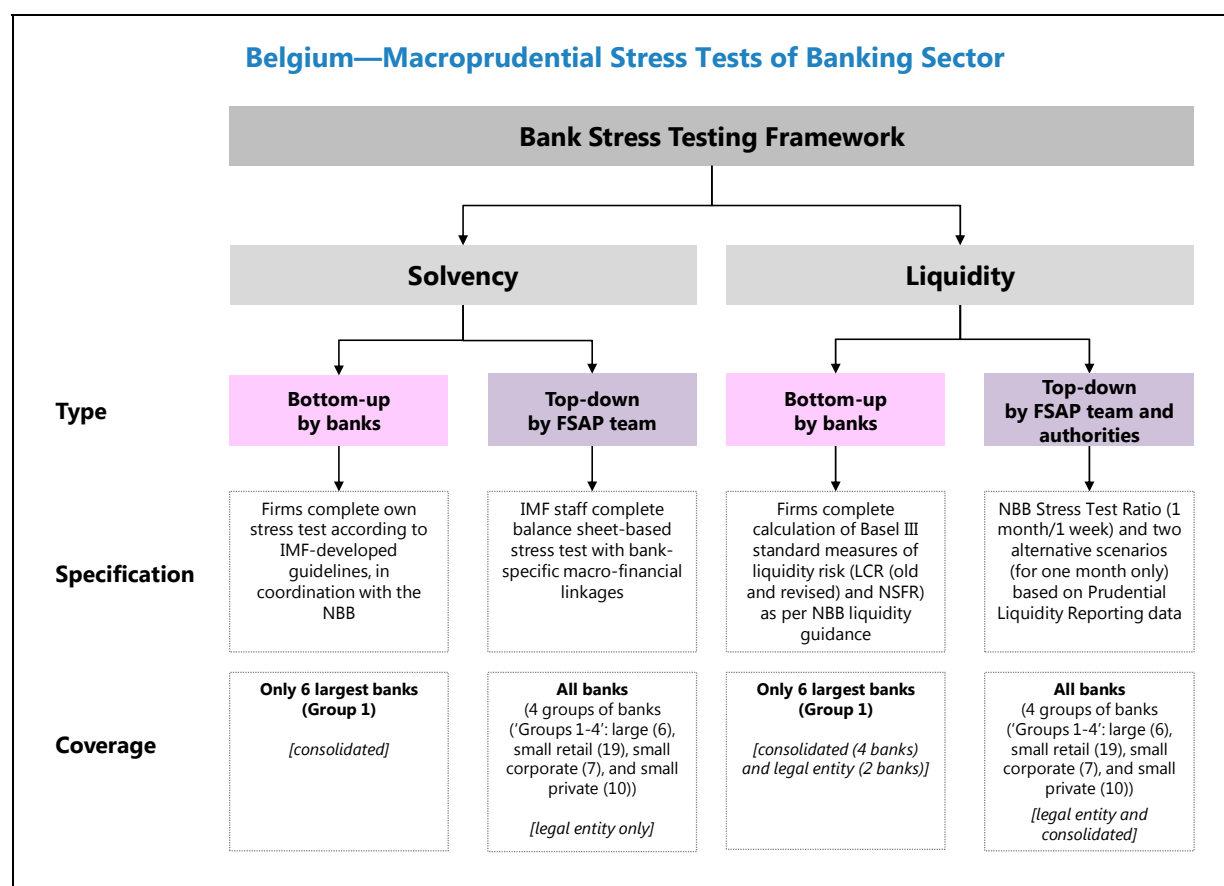 Belgium—Macroprudential Stress Tests of Banking Sector
Bank Stress Testing Framework
Solvency
Liquidity
Type
Bottom-up
by banks
Top-down
by FSAP team
Bottom-up
by banks
Top-down
by FSAP team and
authorities
Specification
Firms complete own
stress test according to
IMF-developed
guidelines, in
coordination with the
NBB
IMF staff complete
balance sheet-based
stress test with bank-
specific macro-financial
linkages
Firms complete
calculation of Basel III
standard measures of
liquidity risk (LCR (old
and revised) and NSFR)
as per NBB liquidity
guidance
NBB Stress Test Ratio (1
month/1 week) and two
alternative scenarios
(for one month only)
based on Prudential
Liquidity Reporting data
Coverage
Only 6 largest banks
(Group 1)
[consolidated]
All banks
(4 groups of banks
('Groups 1-4': large (6),
small retail (19), small
corporate (7), and small
private (10))
[legal entity only]
Only 6 largest banks
(Group 1)
[consolidated (4 banks)
and legal entity (2 banks)]
All banks
(4 groups of banks
('Groups 1-4': large (6),
small retail (19), small
corporate (7), and small
private (10))
[legal entity and
consolidated]